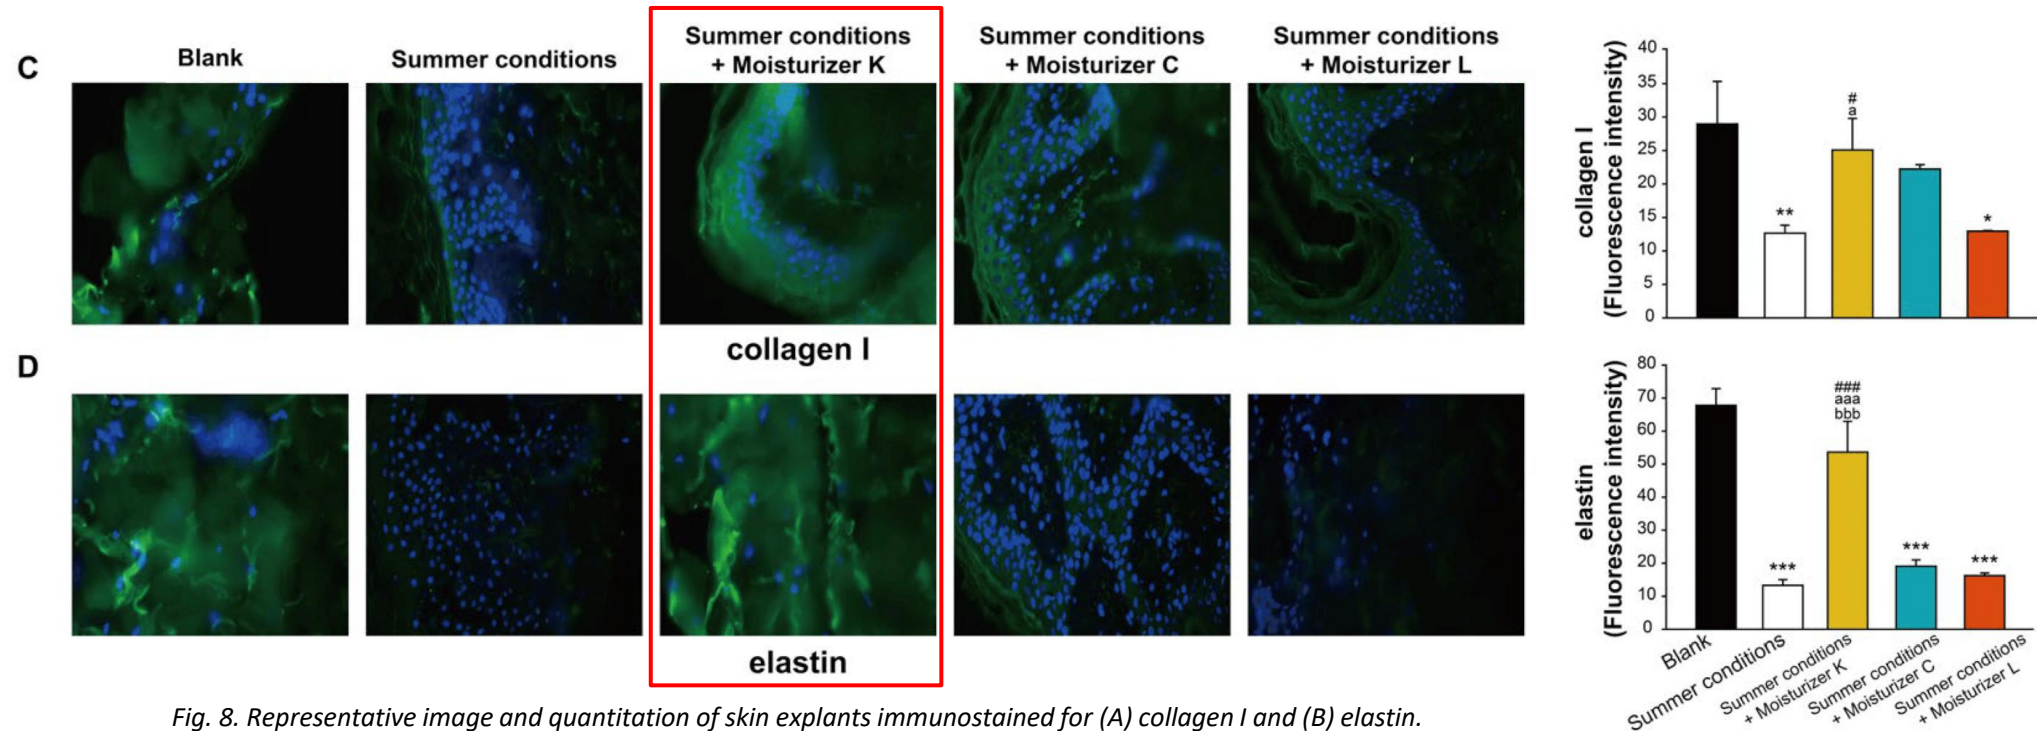 C
Blank
Summer conditions
Summer conditions
+ Moisturizer K
Summer conditions
+ Moisturizer C
Summer conditions
+ Moisturizer L
collagen I
D
elastin
collagen I
(Fluorescence intensity)
40
35
30
25
20
15
10
5
0
**
#
a
*
elastin
(Fluorescence intensity)
80
70
60
50
40
30
20
10
0
***
###
aaa
bbb
***
***
Blank
Summer conditions
Summer conditions
+ Moisturizer K
Summer conditions
+ Moisturizer C
Summer conditions
+ Moisturizer L
Fig. 8. Representative image and quantitation of skin explants immunostained for (A) collagen I and (B) elastin.